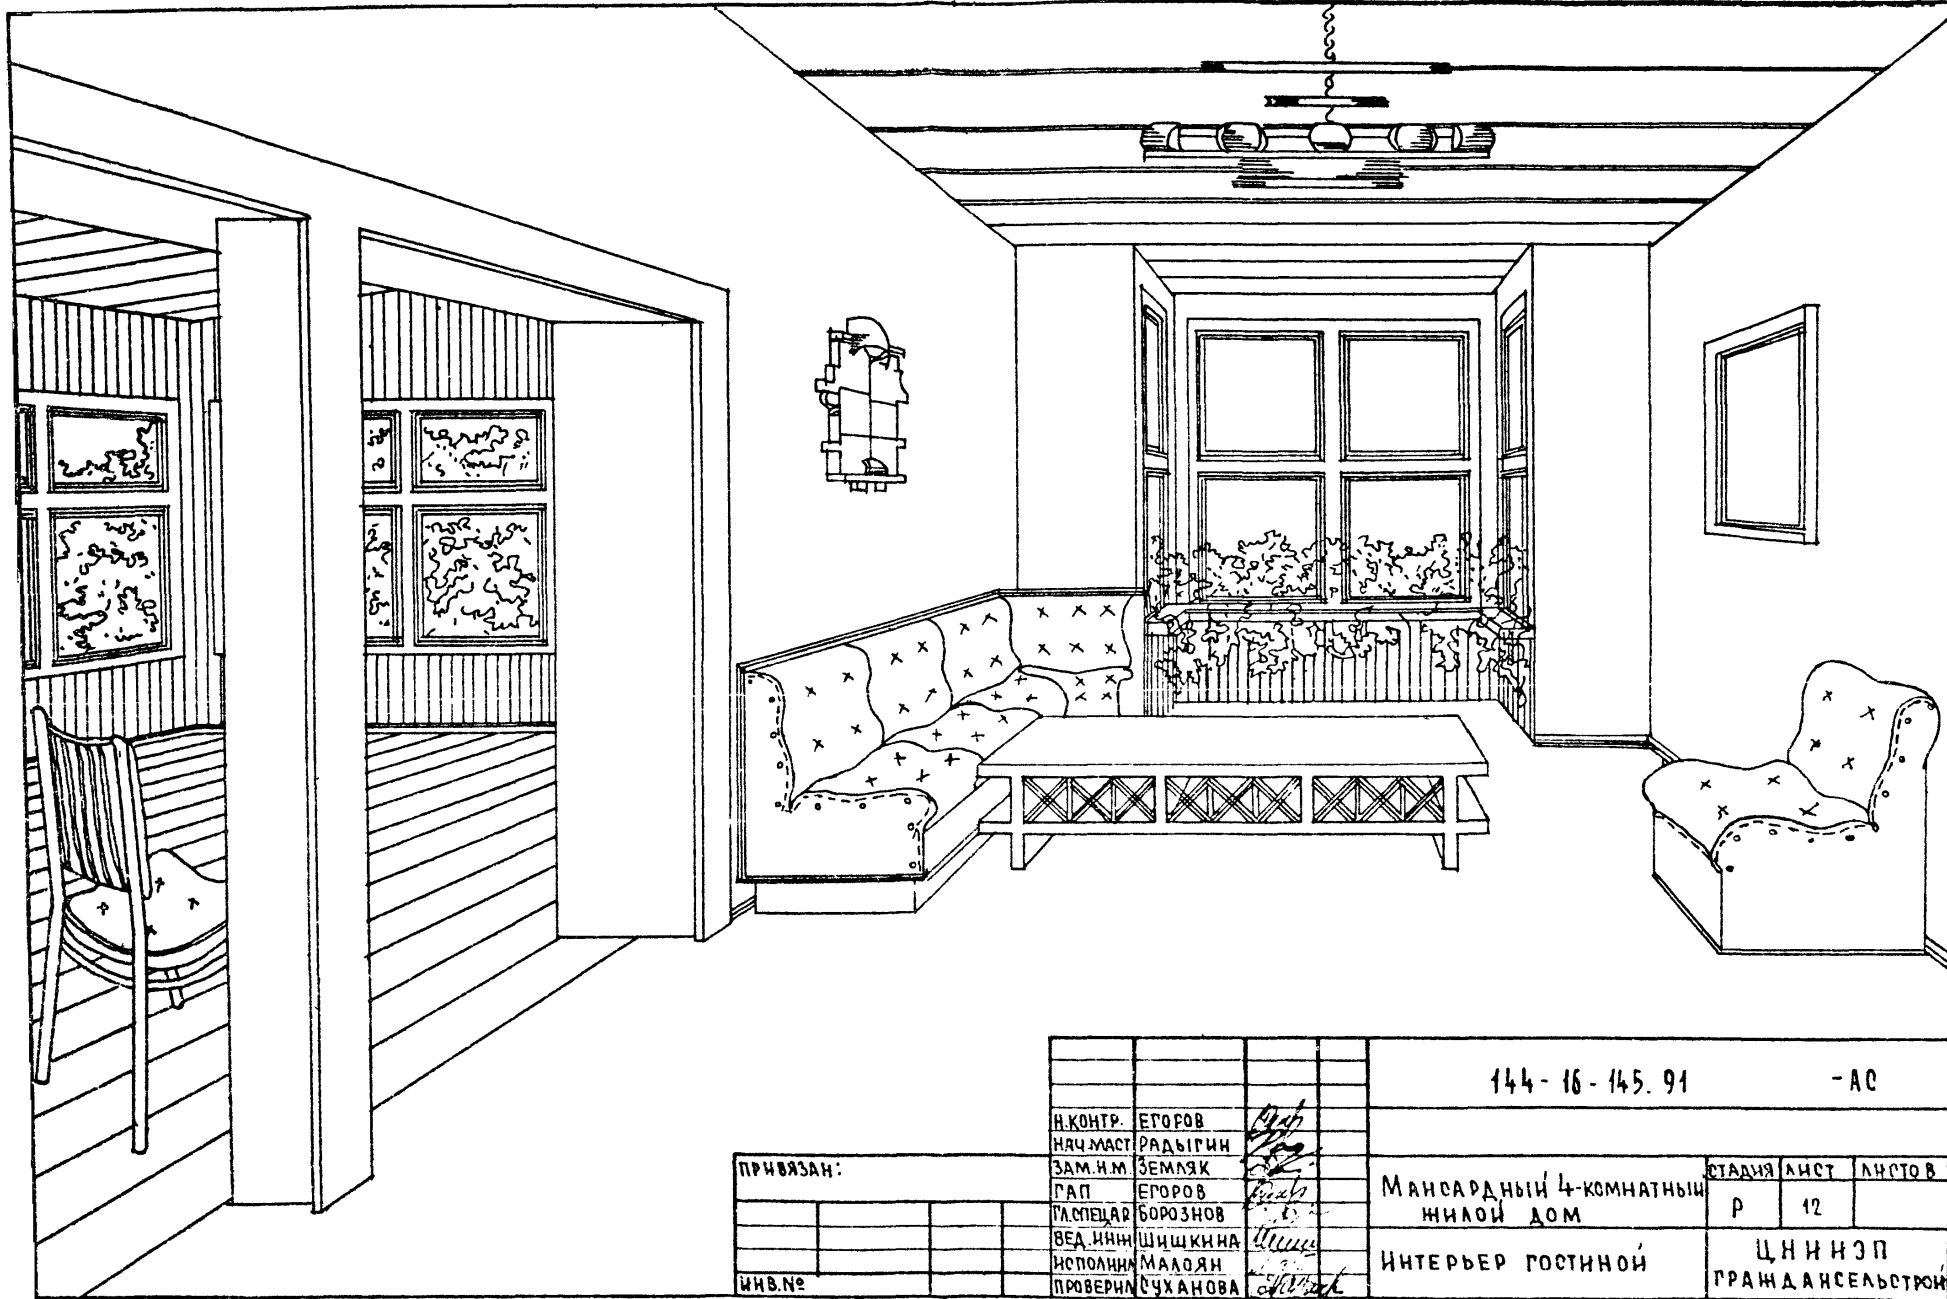 144-16-145.91 -АС
Н.КОНТР. ЕГОРОВ
НАЧ.МАСТ РАДЫГИН
ЗАМ.Н.М. ЗЕМЛЯК
ГАП ЕГОРОВ
ГЛ.СПЕЦАР БОРОЗНОВ
ВЕД.ИНЖ ШИШКИНА
ИСПОЛНИЛ МАЛОЯН
ПРОВЕРИЛ СУХАНОВА
ПРИВЯЗАН:
ИНВ.№
МАНСАРДНЫЙ 4-КОМНАТНЫЙ
ЖИЛОЙ ДОМ
СТАДИЯ ЛИСТ ЛИСТОВ
Р 12
ИНТЕРЬЕР ГОСТИНОЙ
ЦНИИЭП
ГРАЖДАНСЕЛЬСТРОЙ